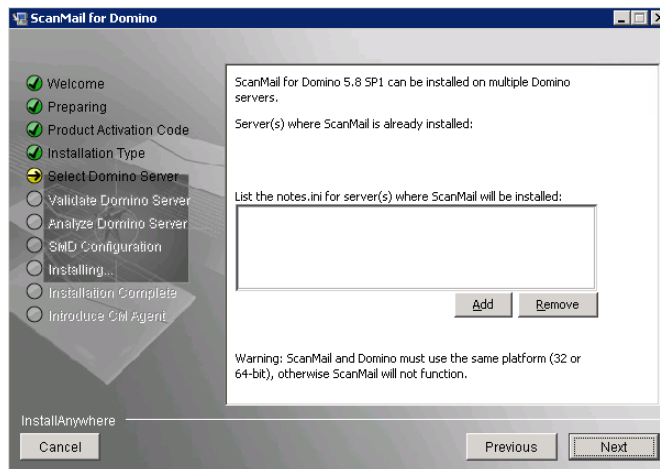 ScanMail for Domino
Welcome
Preparing
Product Activation Code
Installation Type
Select Domino Server
Validate Domino Server
Analyze Domino Server
SMD Configuration
Installing...
Installation Complete
Introduce CM Agent
ScanMail for Domino 5.8 SP1 can be installed on multiple Domino
servers.
Server(s) where ScanMail is already installed:
List the notes.ini for server(s) where ScanMail will be installed:
Add
Remove
Warning: ScanMail and Domino must use the same platform (32 or
64-bit), otherwise ScanMail will not function.
InstallAnywhere
Cancel
Previous
Next